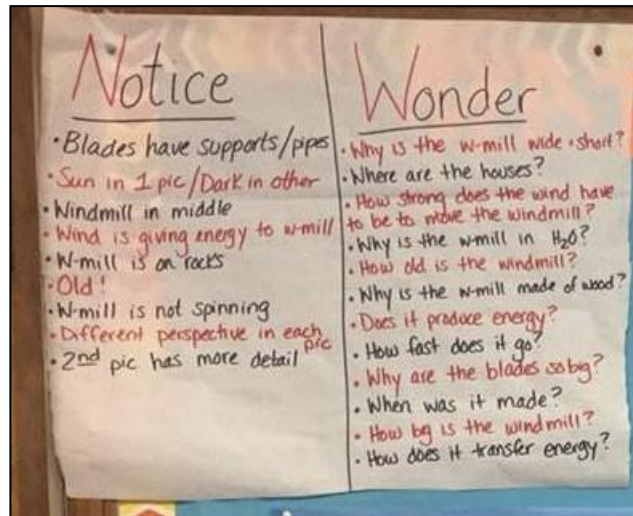 Notice
• Blades have supports/pipes
• Sun in 1 pic/Dark in other
• Windmill in middle
• Wind is giving energy to w-mill
• W-mill is on rocks
• Old!
• W-mill is not spinning
• Different perspective in each pic
• 2nd pic has more detail
Wonder
• Why is the w-mill wide + short?
• Where are the houses?
• How strong does the wind have
to be to move the windmill?
• Why is the w-mill in H₂O?
• How old is the windmill?
• Why is the w-mill made of wood?
• Does it produce energy?
• How fast does it go?
• Why are the blades so big?
• When was it made?
• How big is the windmill?
• How does it transfer energy?